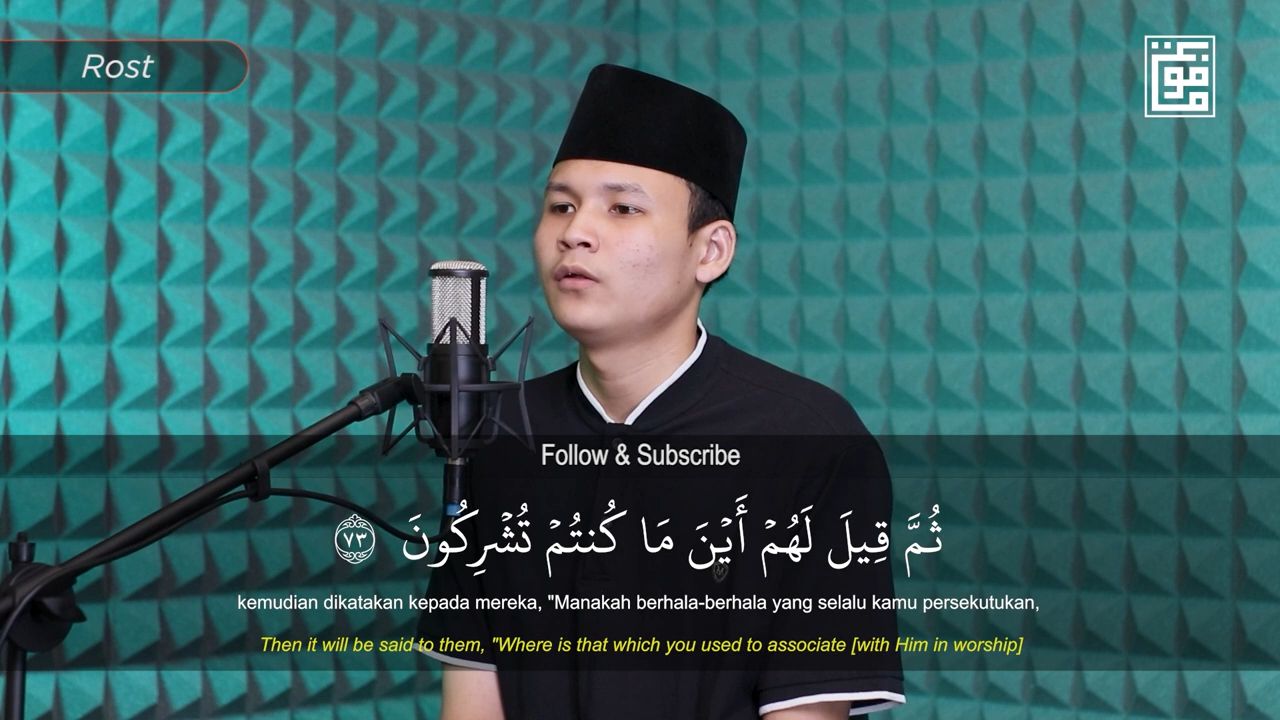 Rost
Follow & Subscribe
ثُمَّ قِيلَ لَهُمۡ أَيۡنَ مَا كُنتُمۡ تُشۡرِكُونَ ٧٣
kemudian dikatakan kepada mereka, "Manakah berhala-berhala yang selalu kamu persekutukan,
Then it will be said to them, "Where is that which you used to associate [with Him in worship]